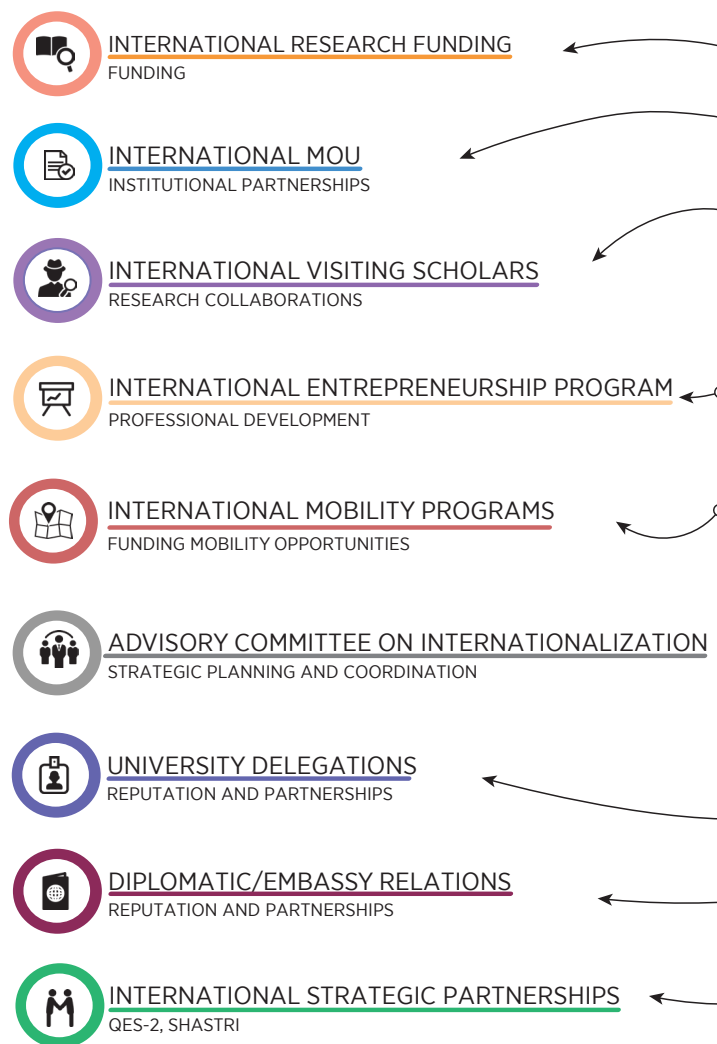 INTERNATIONAL RESEARCH FUNDING
FUNDING
INTERNATIONAL MOU
INSTITUTIONAL PARTNERSHIPS
INTERNATIONAL VISITING SCHOLARS
RESEARCH COLLABORATIONS
INTERNATIONAL ENTREPRENEURSHIP PROGRAM
PROFESSIONAL DEVELOPMENT
INTERNATIONAL MOBILITY PROGRAMS
FUNDING MOBILITY OPPORTUNITIES
ADVISORY COMMITTEE ON INTERNATIONALIZATION
STRATEGIC PLANNING AND COORDINATION
UNIVERSITY DELEGATIONS
REPUTATION AND PARTNERSHIPS
DIPLOMATIC/EMBASSY RELATIONS
REPUTATION AND PARTNERSHIPS
INTERNATIONAL STRATEGIC PARTNERSHIPS
QES-2, SHASTRI